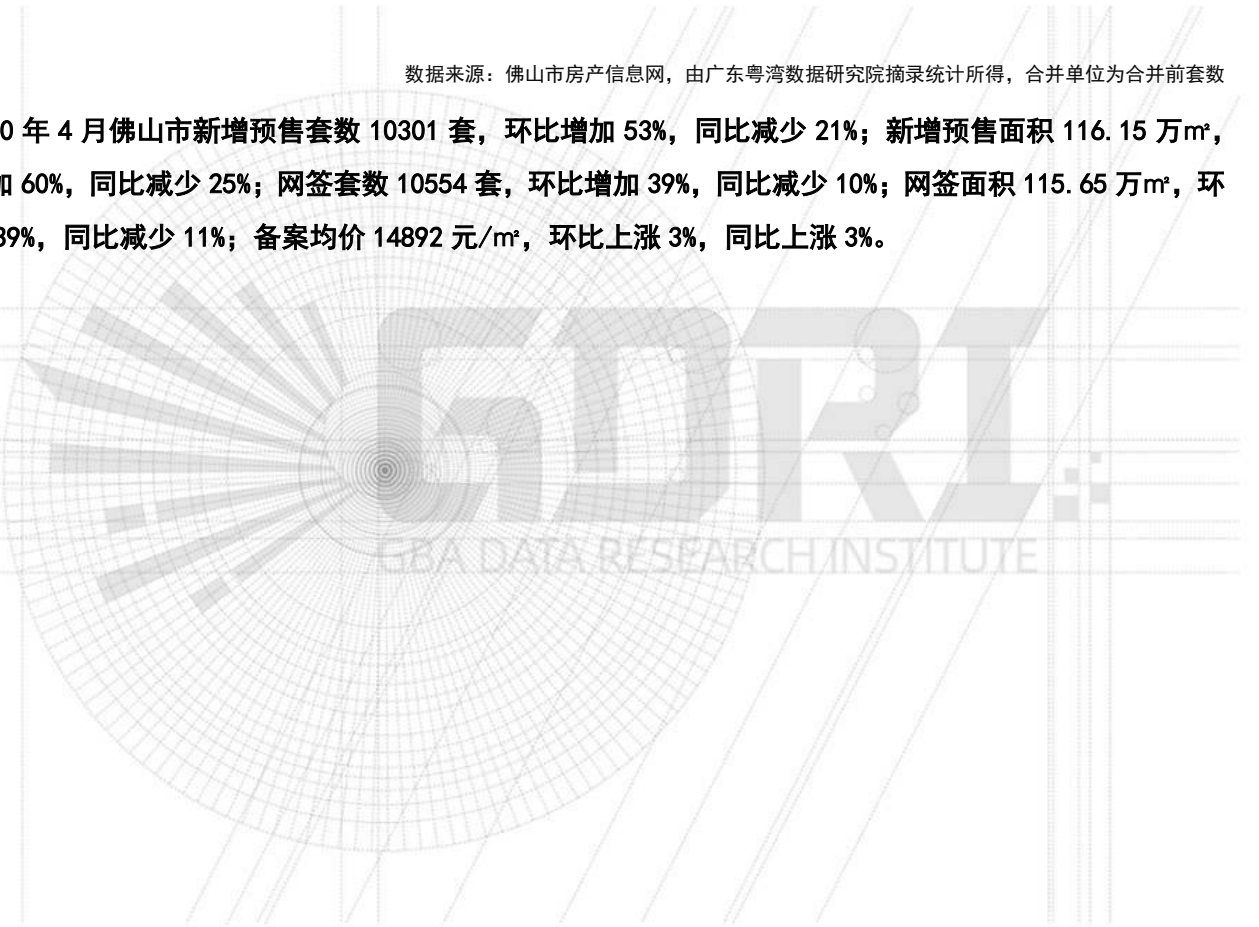 数据来源：佛山市房产信息网，由广东粤湾数据研究院摘录统计所得，合并单位为合并前套数
0 年 4 月佛山市新增预售套数 10301 套，环比增加 53%，同比减少 21%；新增预售面积 116.15 万㎡，
加 60%，同比减少 25%；网签套数 10554 套，环比增加 39%，同比减少 10%；网签面积 115.65 万㎡，环
39%，同比减少 11%；备案均价 14892 元/㎡，环比上涨 3%，同比上涨 3%。
GDRI
GBA DATA RESEARCH INSTITUTE